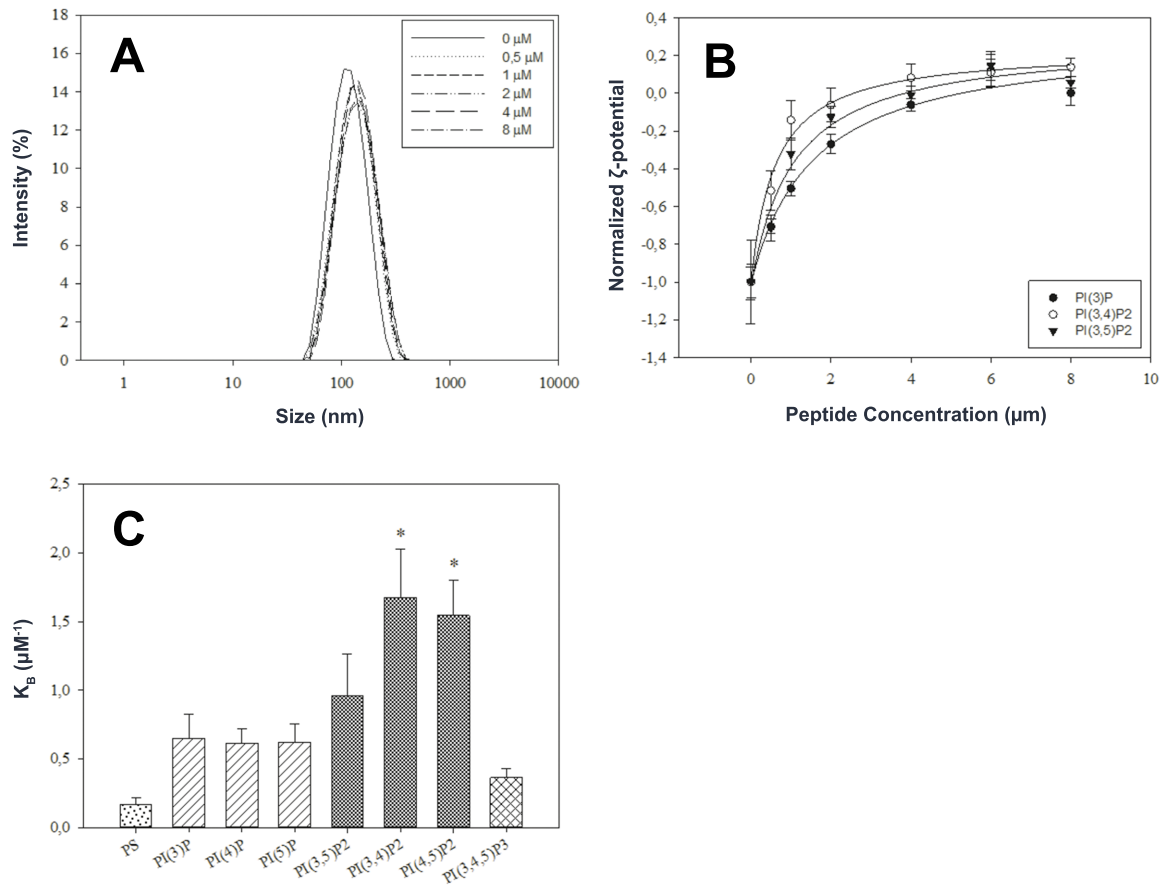 A
18
16
14
12
10
8
6
4
2
0
Intensity (%)
0 μM
0,5 μM
1 μM
2 μM
4 μM
8 μM
1
10
100
1000
10000
Size (nm)
B
0,4
0,2
0,0
-0,2
-0,4
-0,6
-0,8
-1,0
-1,2
-1,4
Normalized ζ-potential
PI(3)P
PI(3,4)P2
PI(3,5)P2
0
2
4
6
8
10
Peptide Concentration (μm)
C
2,5
2,0
1,5
1,0
0,5
0,0
K_B (μM⁻¹)
*
*
PS
PI(3)P
PI(4)P
PI(5)P
PI(3,5)P2
PI(3,4)P2
PI(4,5)P2
PI(3,4,5)P3